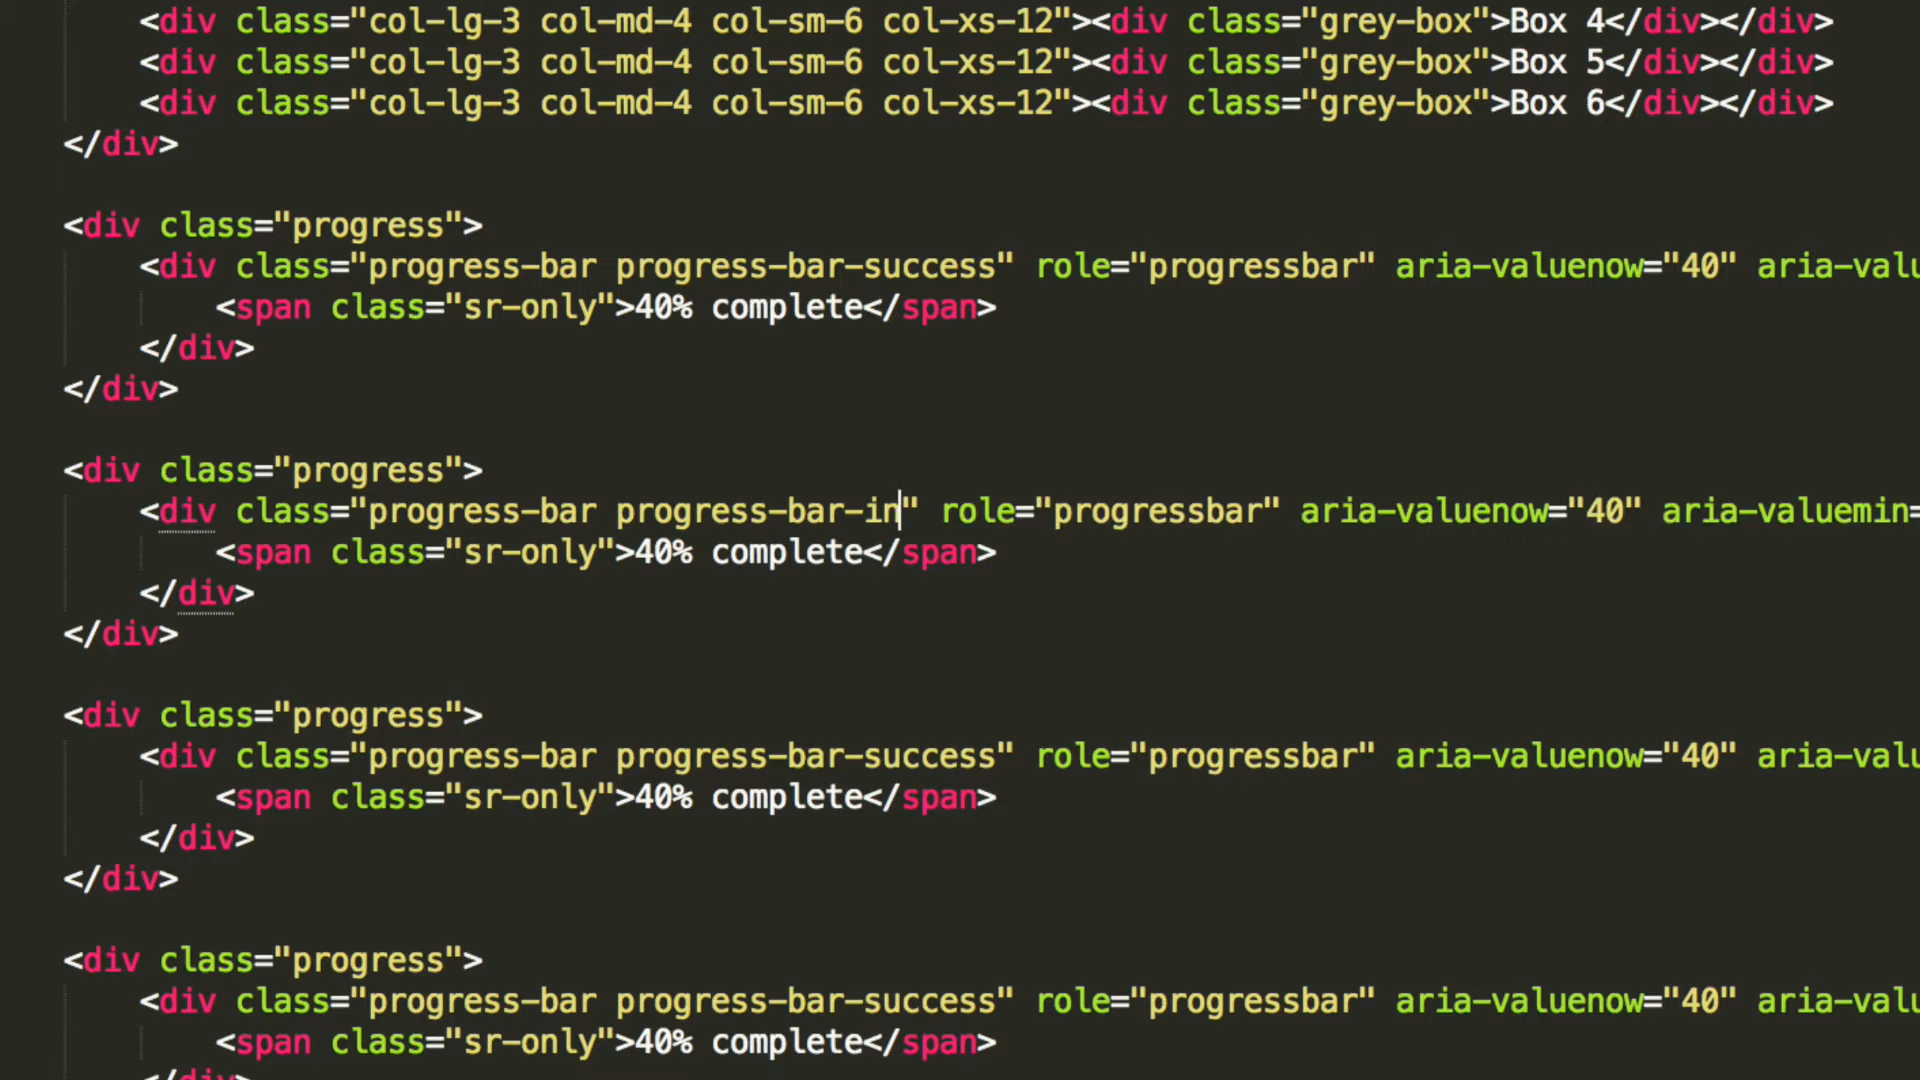 <div class="col-lg-3 col-md-4 col-sm-6 col-xs-12"><div class="grey-box">Box 4</div></div>
<div class="col-lg-3 col-md-4 col-sm-6 col-xs-12"><div class="grey-box">Box 5</div></div>
<div class="col-lg-3 col-md-4 col-sm-6 col-xs-12"><div class="grey-box">Box 6</div></div>
</div>
<div class="progress">
<div class="progress-bar progress-bar-success" role="progressbar" aria-valuenow="40" aria-valu
<span class="sr-only">40% complete</span>
</div>
</div>
<div class="progress">
<div class="progress-bar progress-bar-in" role="progressbar" aria-valuenow="40" aria-valuemin=
<span class="sr-only">40% complete</span>
</div>
</div>
<div class="progress">
<div class="progress-bar progress-bar-success" role="progressbar" aria-valuenow="40" aria-valu
<span class="sr-only">40% complete</span>
</div>
</div>
<div class="progress">
<div class="progress-bar progress-bar-success" role="progressbar" aria-valuenow="40" aria-valu
<span class="sr-only">40% complete</span>
</div>